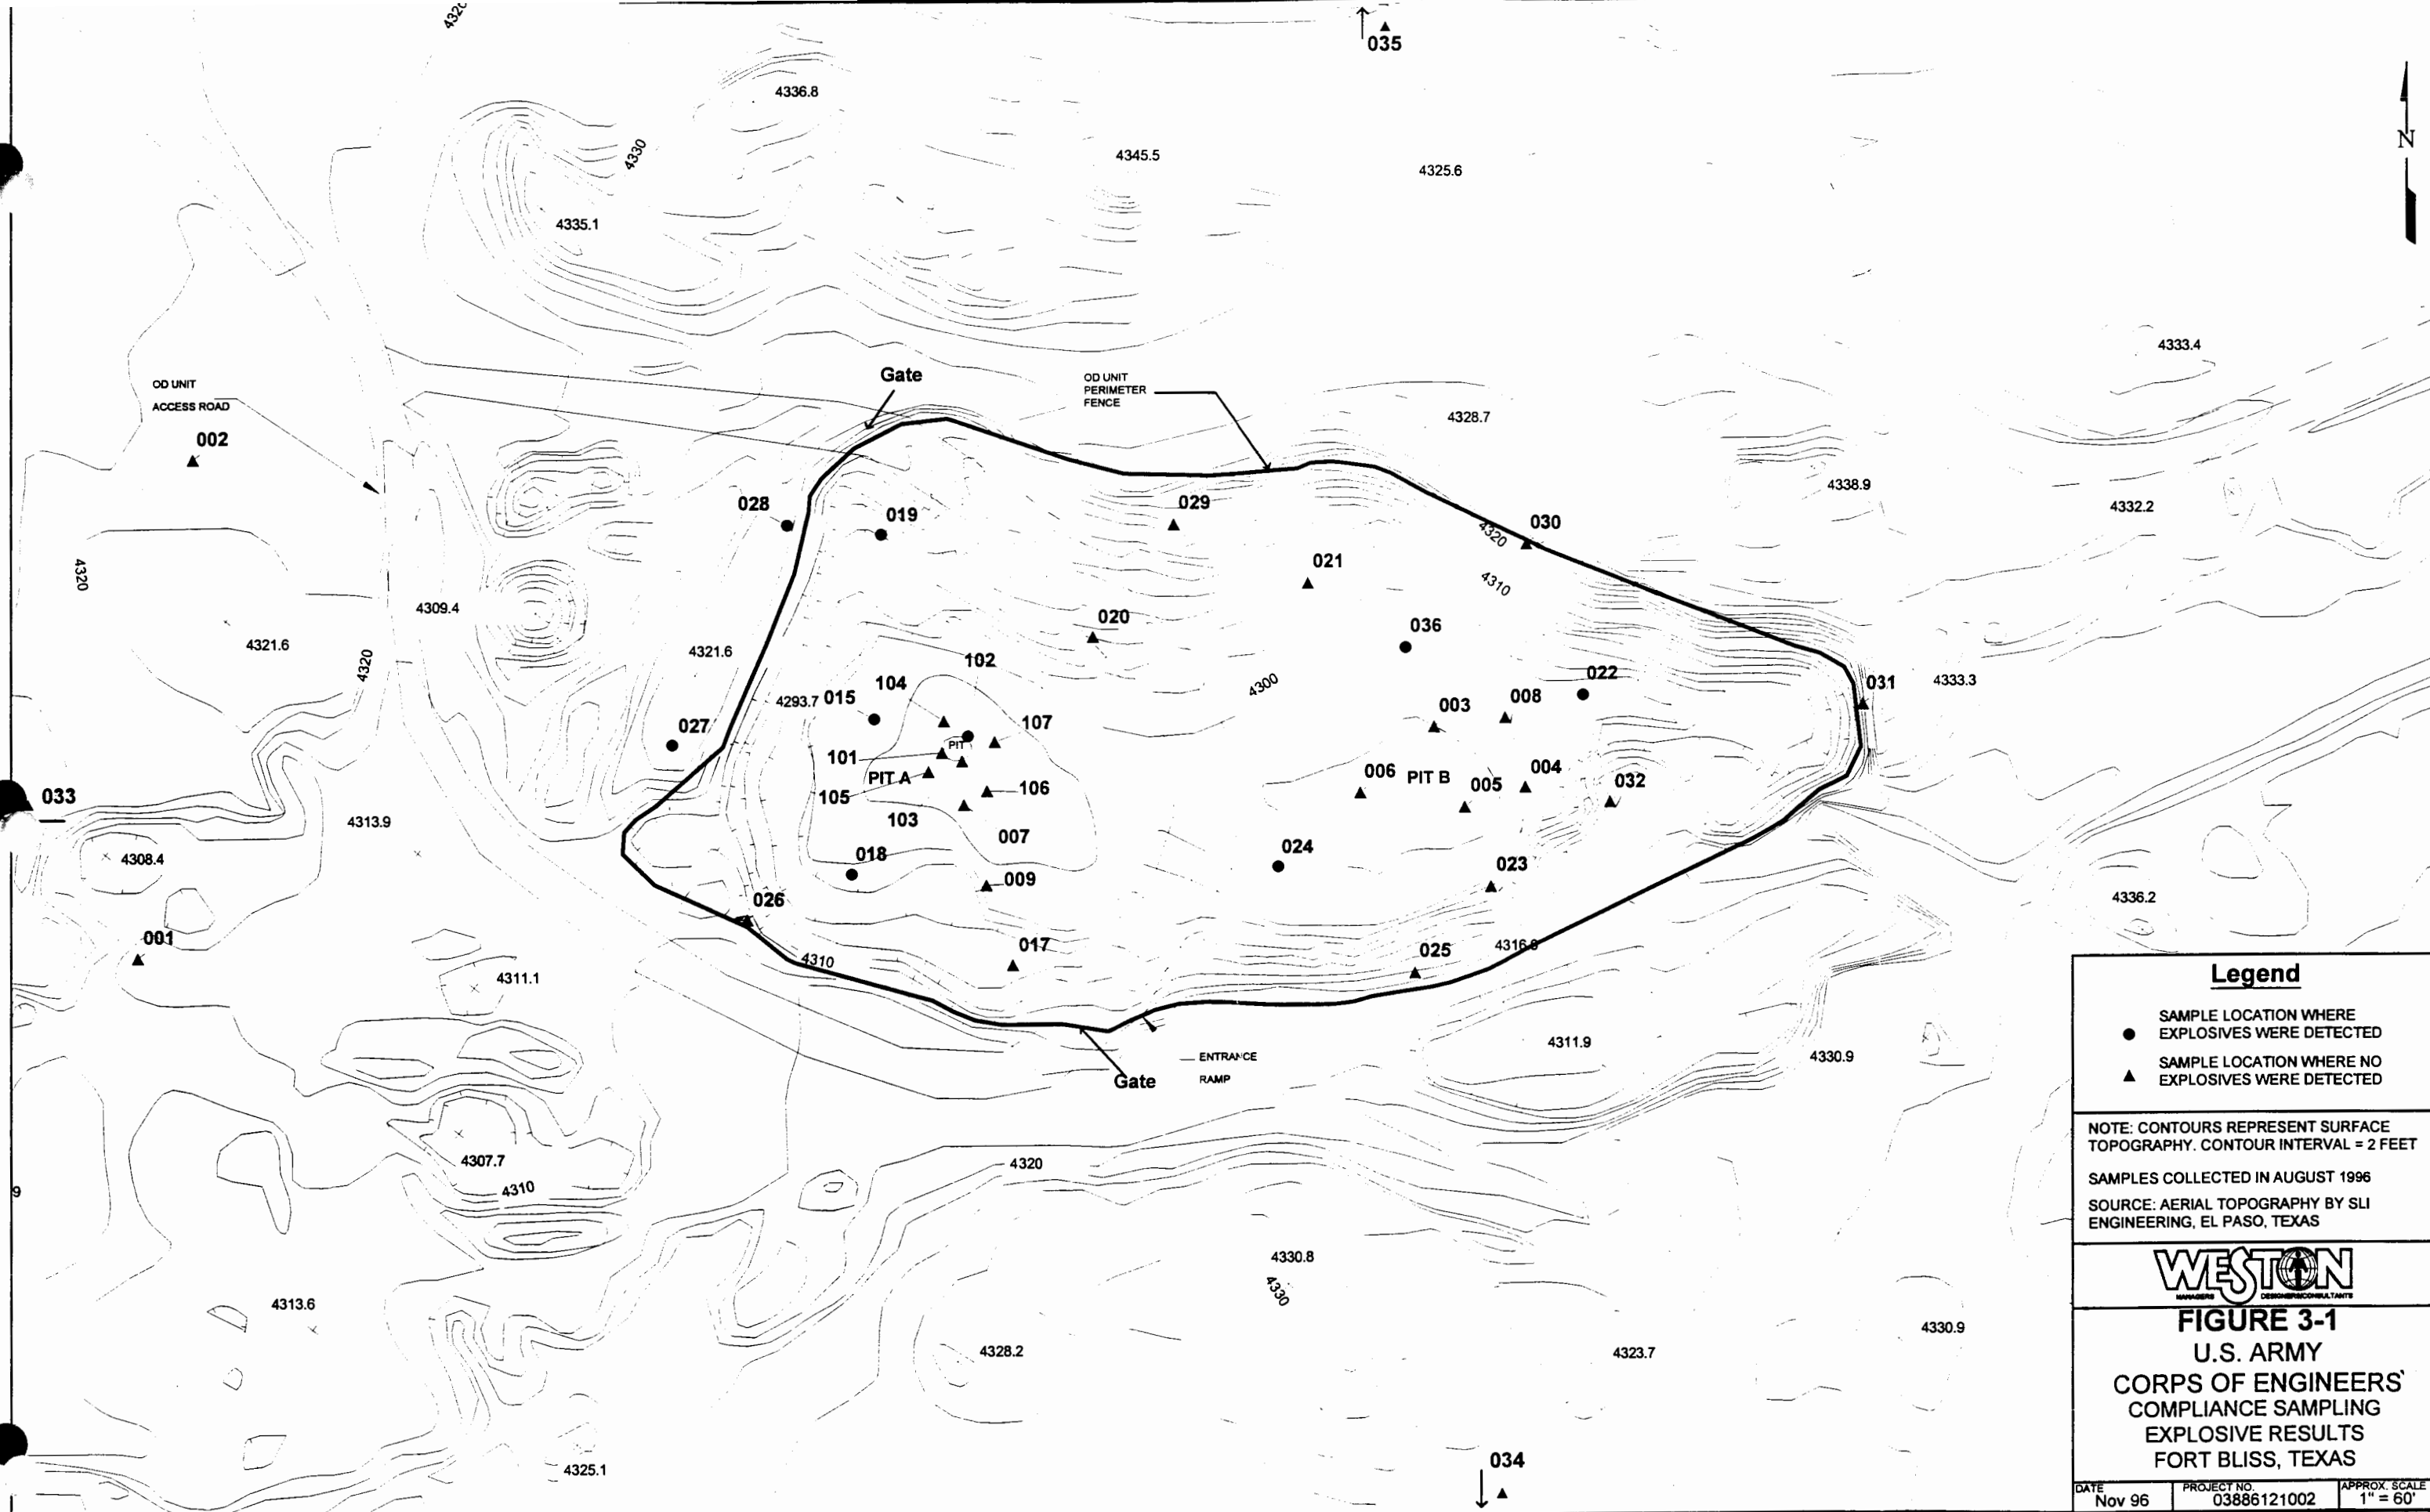 4320
035
4336.8
4330
4345.5
4325.6
N
4335.1
4333.4
Gate
OD UNIT
PERIMETER
FENCE
OD UNIT
ACCESS ROAD
4328.7
002
4338.9
4332.2
028
019
029
030
4320
4320
021
4310
4309.4
020
036
4321.6
4320
4321.6
102
104
4300
022
031
4333.3
4293.7
015
003
008
027
107
PIT
101
PIT A
006
PIT B
004
005
032
033
105
106
103
4313.9
007
4308.4
018
024
009
023
026
4336.2
001
017
4316.9
025
4310
4311.1
4311.9
4330.9
ENTRANCE
RAMP
Gate
4307.7
4320
4310
9
4330.8
4330
4313.6
4328.2
4323.7
4330.9
4325.1
034
Legend
SAMPLE LOCATION WHERE
EXPLOSIVES WERE DETECTED
SAMPLE LOCATION WHERE NO
EXPLOSIVES WERE DETECTED
NOTE: CONTOURS REPRESENT SURFACE
TOPOGRAPHY. CONTOUR INTERVAL = 2 FEET
SAMPLES COLLECTED IN AUGUST 1996
SOURCE: AERIAL TOPOGRAPHY BY SLI
ENGINEERING, EL PASO, TEXAS
WESTON
MANAGERS DESIGNERS/CONSULTANTS
FIGURE 3-1
U.S. ARMY
CORPS OF ENGINEERS'
COMPLIANCE SAMPLING
EXPLOSIVE RESULTS
FORT BLISS, TEXAS
DATE
Nov 96
PROJECT NO.
03886121002
APPROX. SCALE
1" = 60'